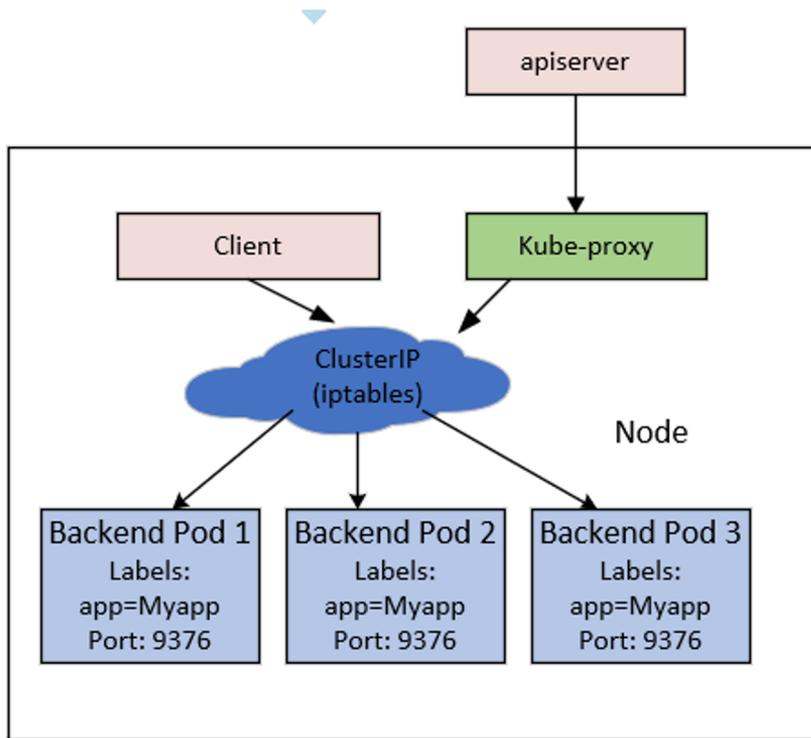 apiserver
Client
Kube-proxy
ClusterIP
(iptables)
Node
Backend Pod 1
Labels:
app=Myapp
Port: 9376
Backend Pod 2
Labels:
app=Myapp
Port: 9376
Backend Pod 3
Labels:
app=Myapp
Port: 9376